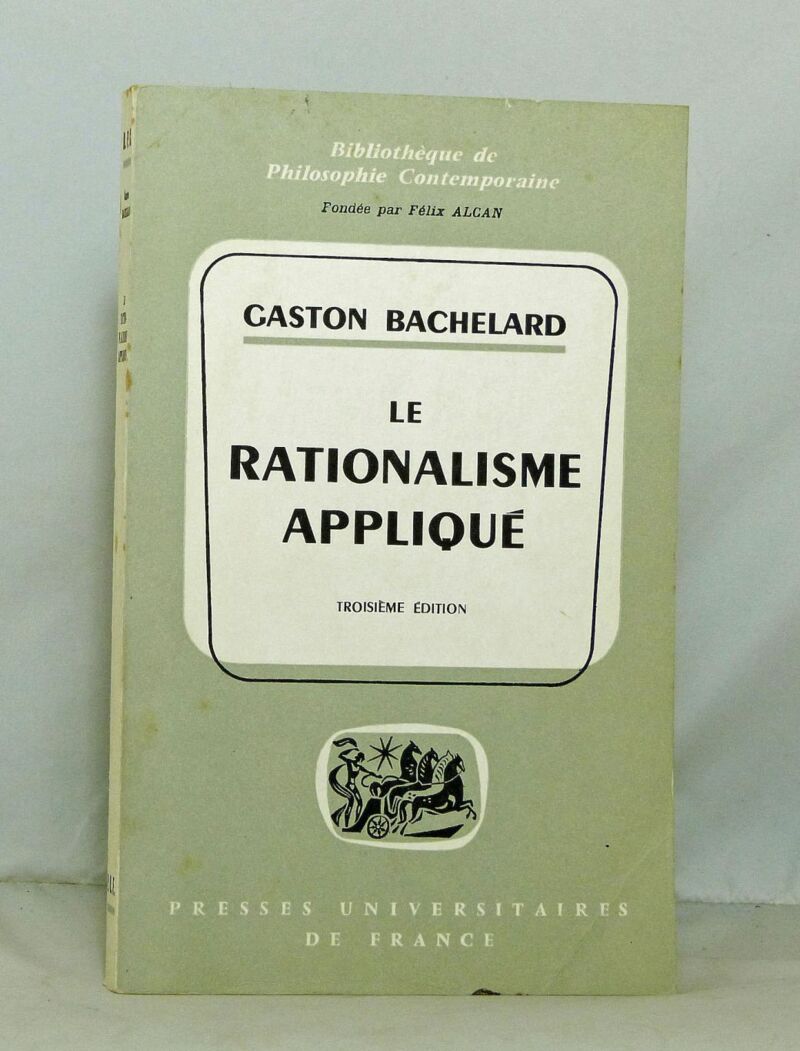 Bibliothèque de
Philosophie Contemporaine
Fondée par Félix ALCAN
GASTON BACHELARD
LE
RATIONALISME
APPLIQUÉ
TROISIÈME ÉDITION
PRESSES UNIVERSITAIRES
DE FRANCE